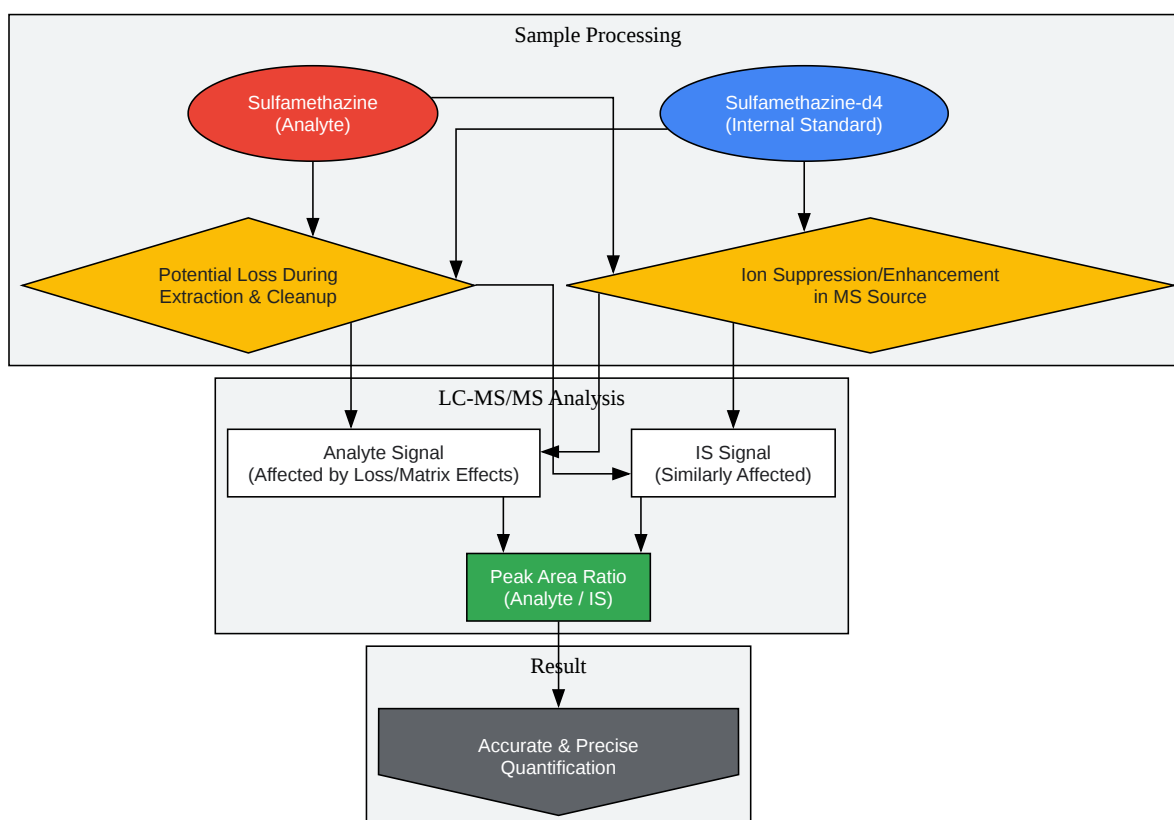 Sample Processing
Sulfamethazine
(Analyte)
Sulfamethazine-d4
(Internal Standard)
Potential Loss During
Extraction & Cleanup
Ion Suppression/Enhancement
in MS Source
LC-MS/MS Analysis
Analyte Signal
(Affected by Loss/Matrix Effects)
IS Signal
(Similarly Affected)
Peak Area Ratio
(Analyte / IS)
Result
Accurate & Precise
Quantification